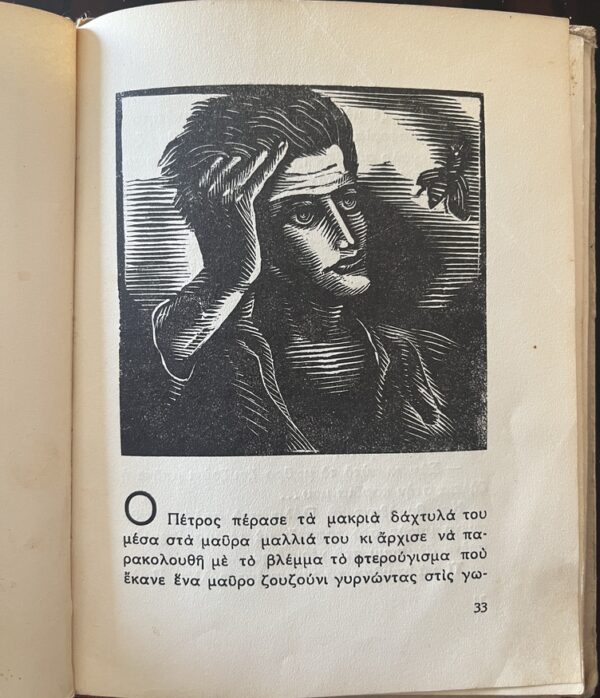 Ὁ Πέτρος πέρασε τὰ μακριὰ δάχτυλά του
μέσα στὰ μαῦρα μαλλιά του κι ἄρχισε νὰ πα-
ρακολουθῆ μὲ τὸ βλέμμα τὸ φτερούγισμα ποὺ
ἔκανε ἕνα μαῦρο ζουζούνι γυρνώντας στὶς γω-
33